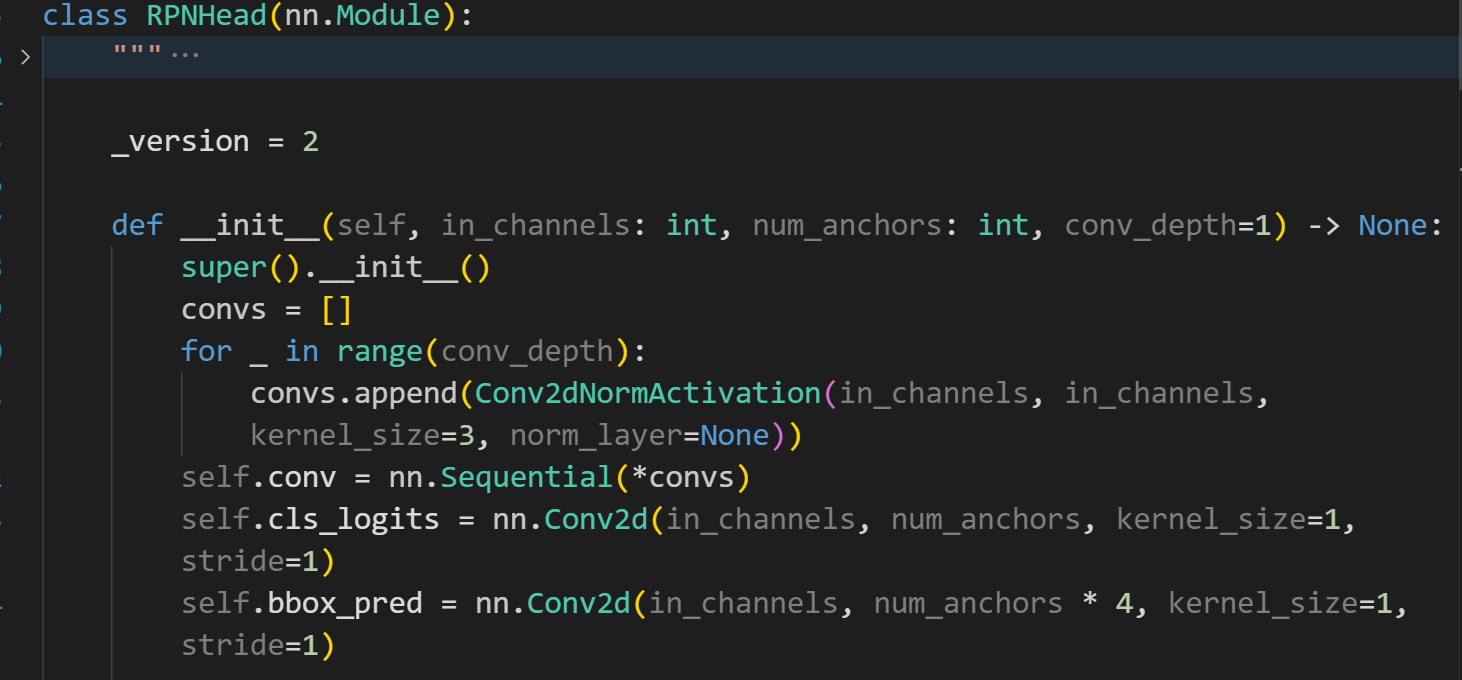 class RPNHead(nn.Module):
"""...
_version = 2
def __init__(self, in_channels: int, num_anchors: int, conv_depth=1) -> None:
super().__init__()
convs = []
for _ in range(conv_depth):
convs.append(Conv2dNormActivation(in_channels, in_channels,
kernel_size=3, norm_layer=None))
self.conv = nn.Sequential(*convs)
self.cls_logits = nn.Conv2d(in_channels, num_anchors, kernel_size=1,
stride=1)
self.bbox_pred = nn.Conv2d(in_channels, num_anchors * 4, kernel_size=1,
stride=1)